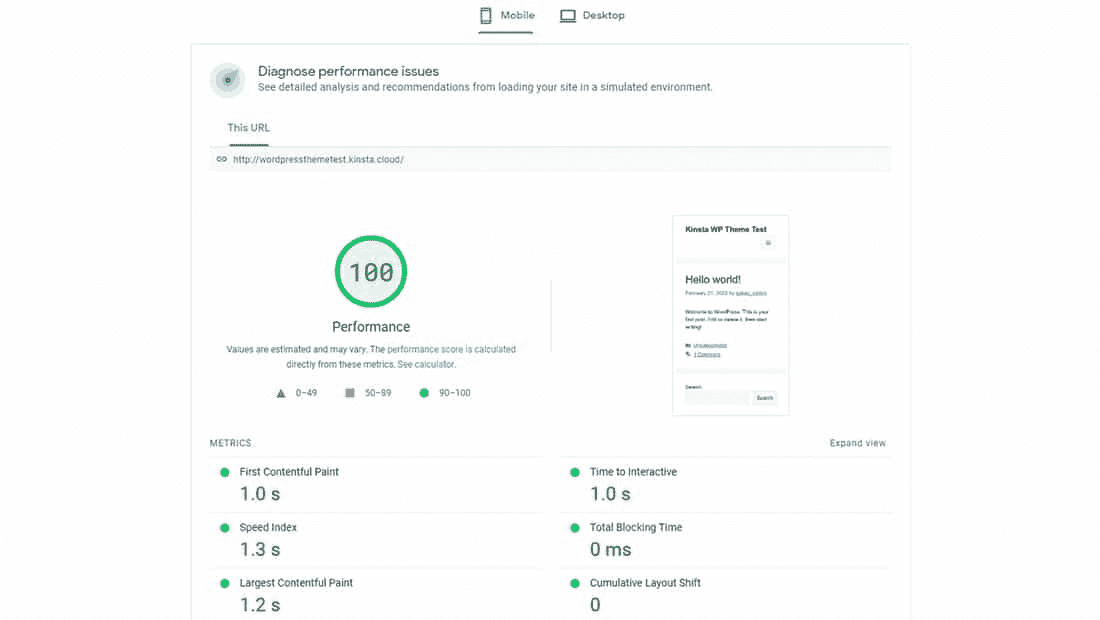 Mobile
Desktop
Diagnose performance issues
See detailed analysis and recommendations from loading your site in a simulated environment.
This URL
http://wordpressthemetest.kinsta.cloud/
100
Performance
Values are estimated and may vary. The performance score is calculated
directly from these metrics. See calculator.
0–49
50–89
90–100
Kinsta WP Theme Test
Hello world!
February 21, 2022 by
Welcome to WordPress. This is your
first post. Edit or delete it, then start
writing!
Uncategorized
1 Comment
Search
Search
METRICS
Expand view
First Contentful Paint
1.0 s
Time to Interactive
1.0 s
Speed Index
1.3 s
Total Blocking Time
0 ms
Largest Contentful Paint
1.2 s
Cumulative Layout Shift
0